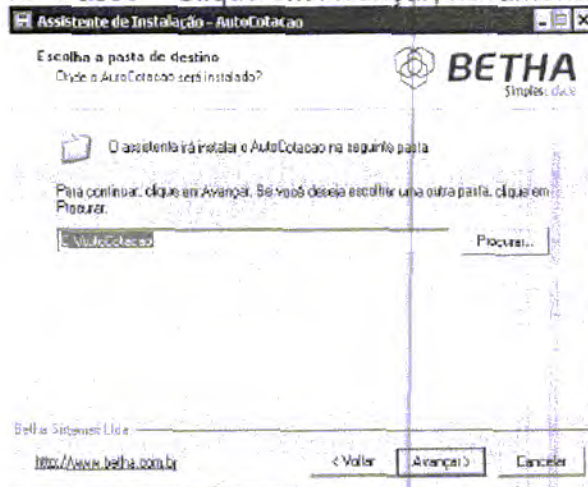 Assistente de Instalação - AutoCotacao
Escolha a pasta de destino
Onde o AutoCotacao será instalado?
BETHA
Simples
O assistente irá instalar o AutoCotacao na seguinte pasta
Para continuar, clique em Avançar. Se você deseja escolher uma outra pasta, clique em
Procurar.
AutoCotacao
Procurar...
Betha Sistemas Ltda
http://www.betha.com.br
< Voltar
Avançar >
Cancelar